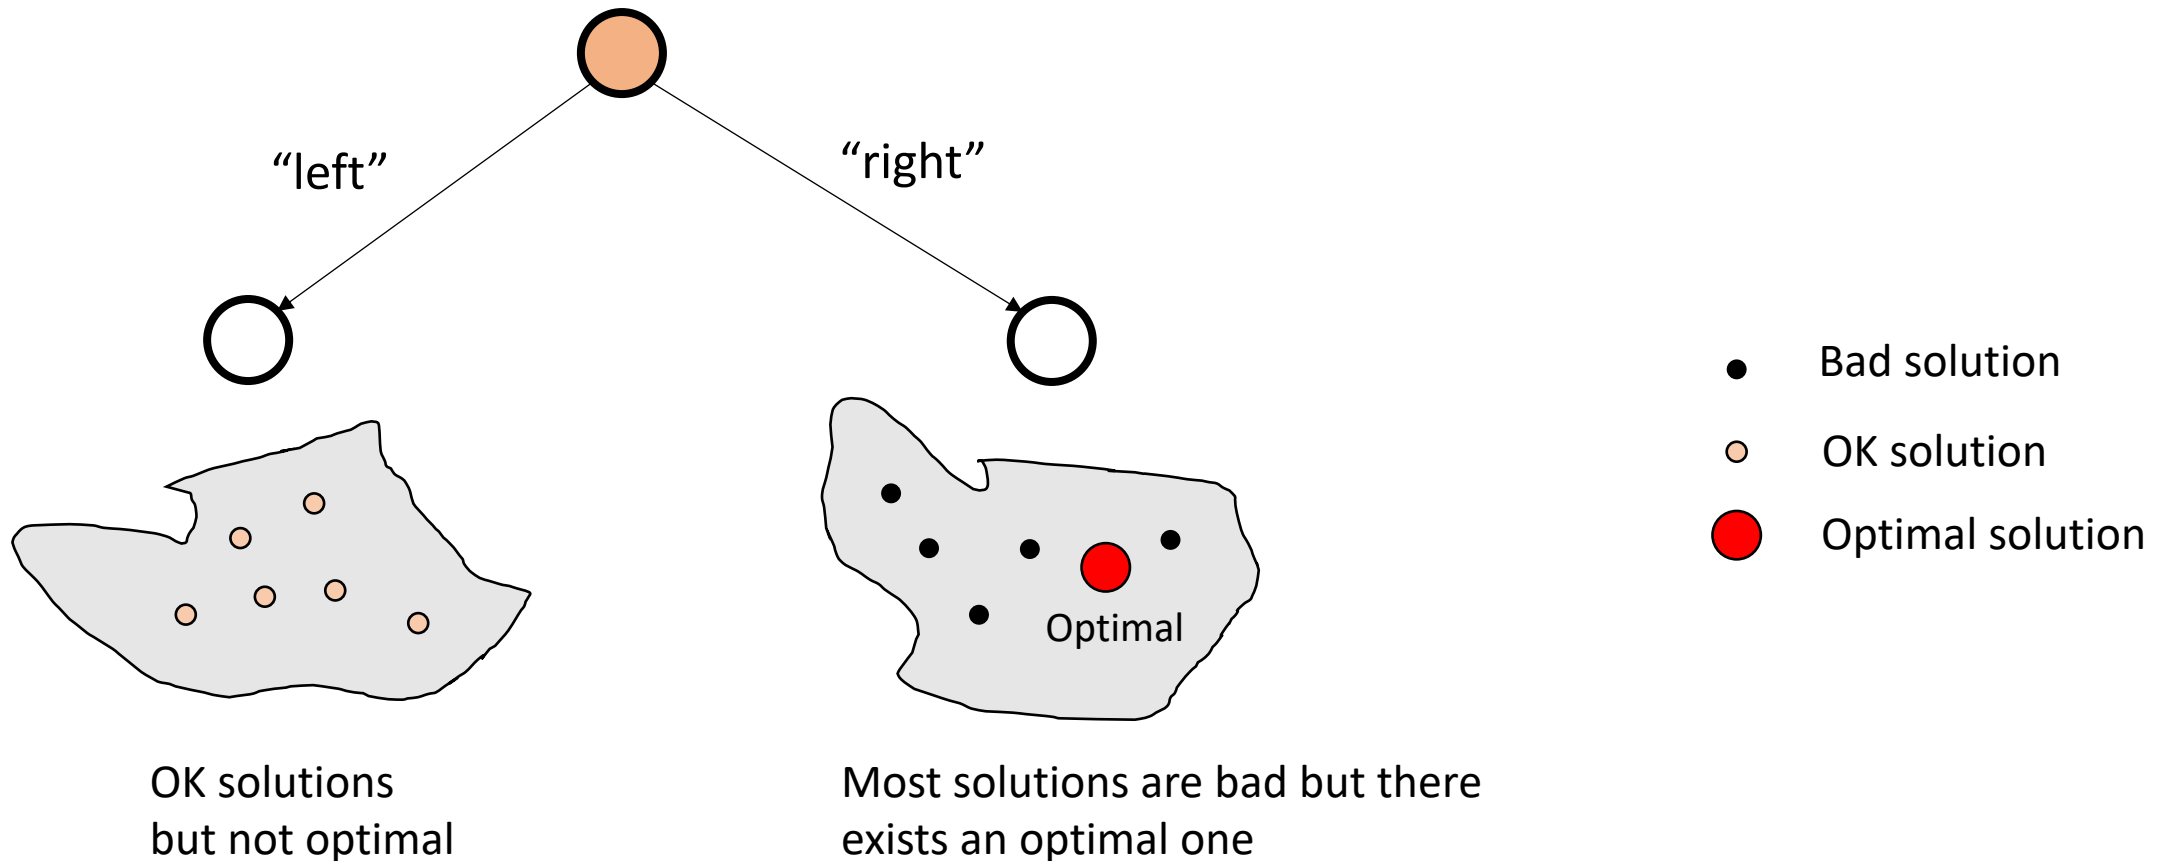 “left”
“right”
Bad solution
OK solution
Optimal solution
Optimal
OK solutions
but not optimal
Most solutions are bad but there
exists an optimal one